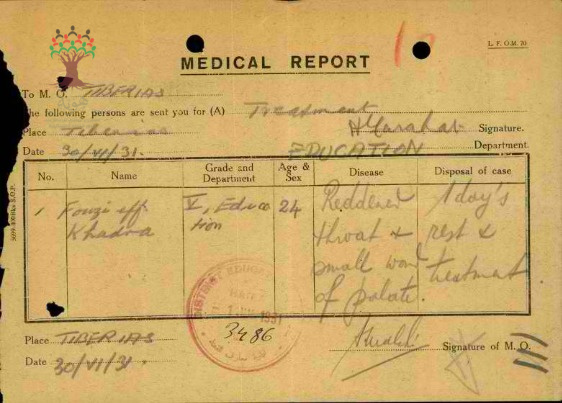 L. F. O.M. 70
MEDICAL REPORT
To M. O. TIBERIAS
The following persons are sent you for (A) Treatment
Place Tiberias Signature.
Date 30/VI/31. EDUCATION Department
No. Name Grade and Department Age & Sex Disease Disposal of case
1 Fouzi eff. Khadra V, Education 24 Reddened throat & small wound of palate. 1 day's rest & treatment
DISTRICT
1931
3486
Place TIBERIAS
Date 30/VI/31. Signature of M. O.